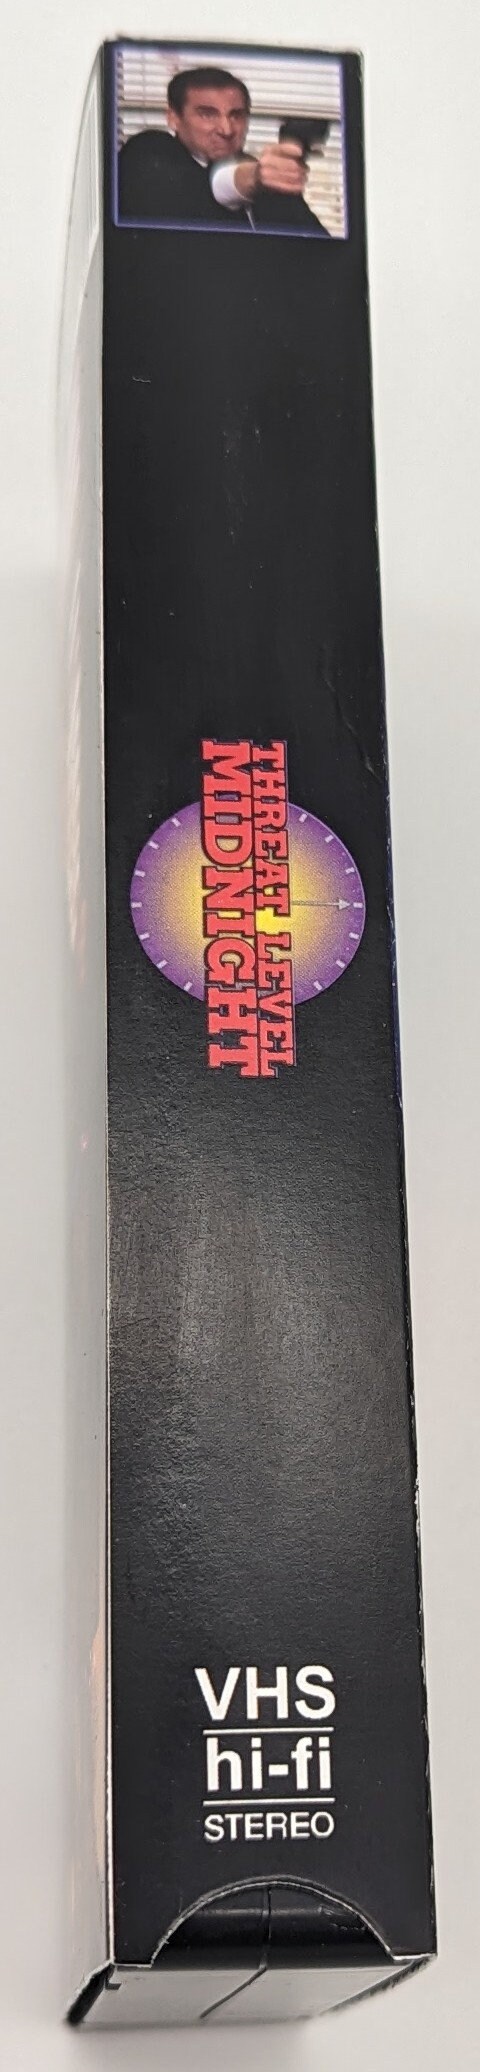 THREAT LEVEL
MIDNIGHT
VHS
hi-fi
STEREO